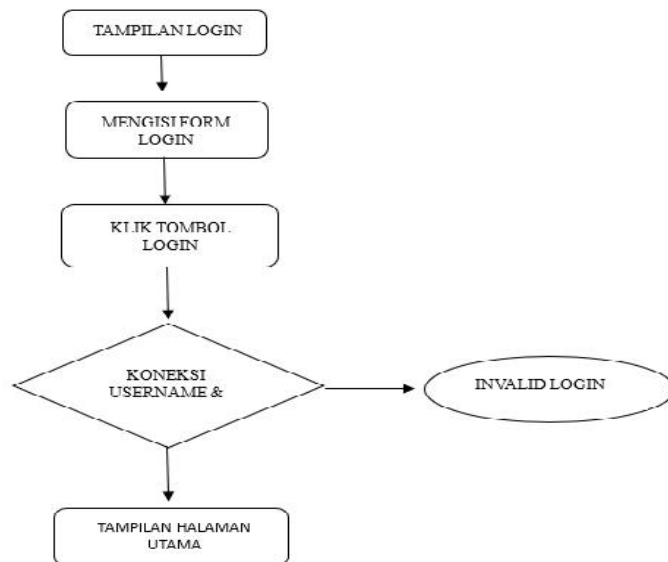 TAMPILAN LOGIN
MENGISI FORM
LOGIN
KLIK TOMBOL
LOGIN
KONEKSI
USERNAME &
INVALID LOGIN
TAMPILAN HALAMAN
UTAMA